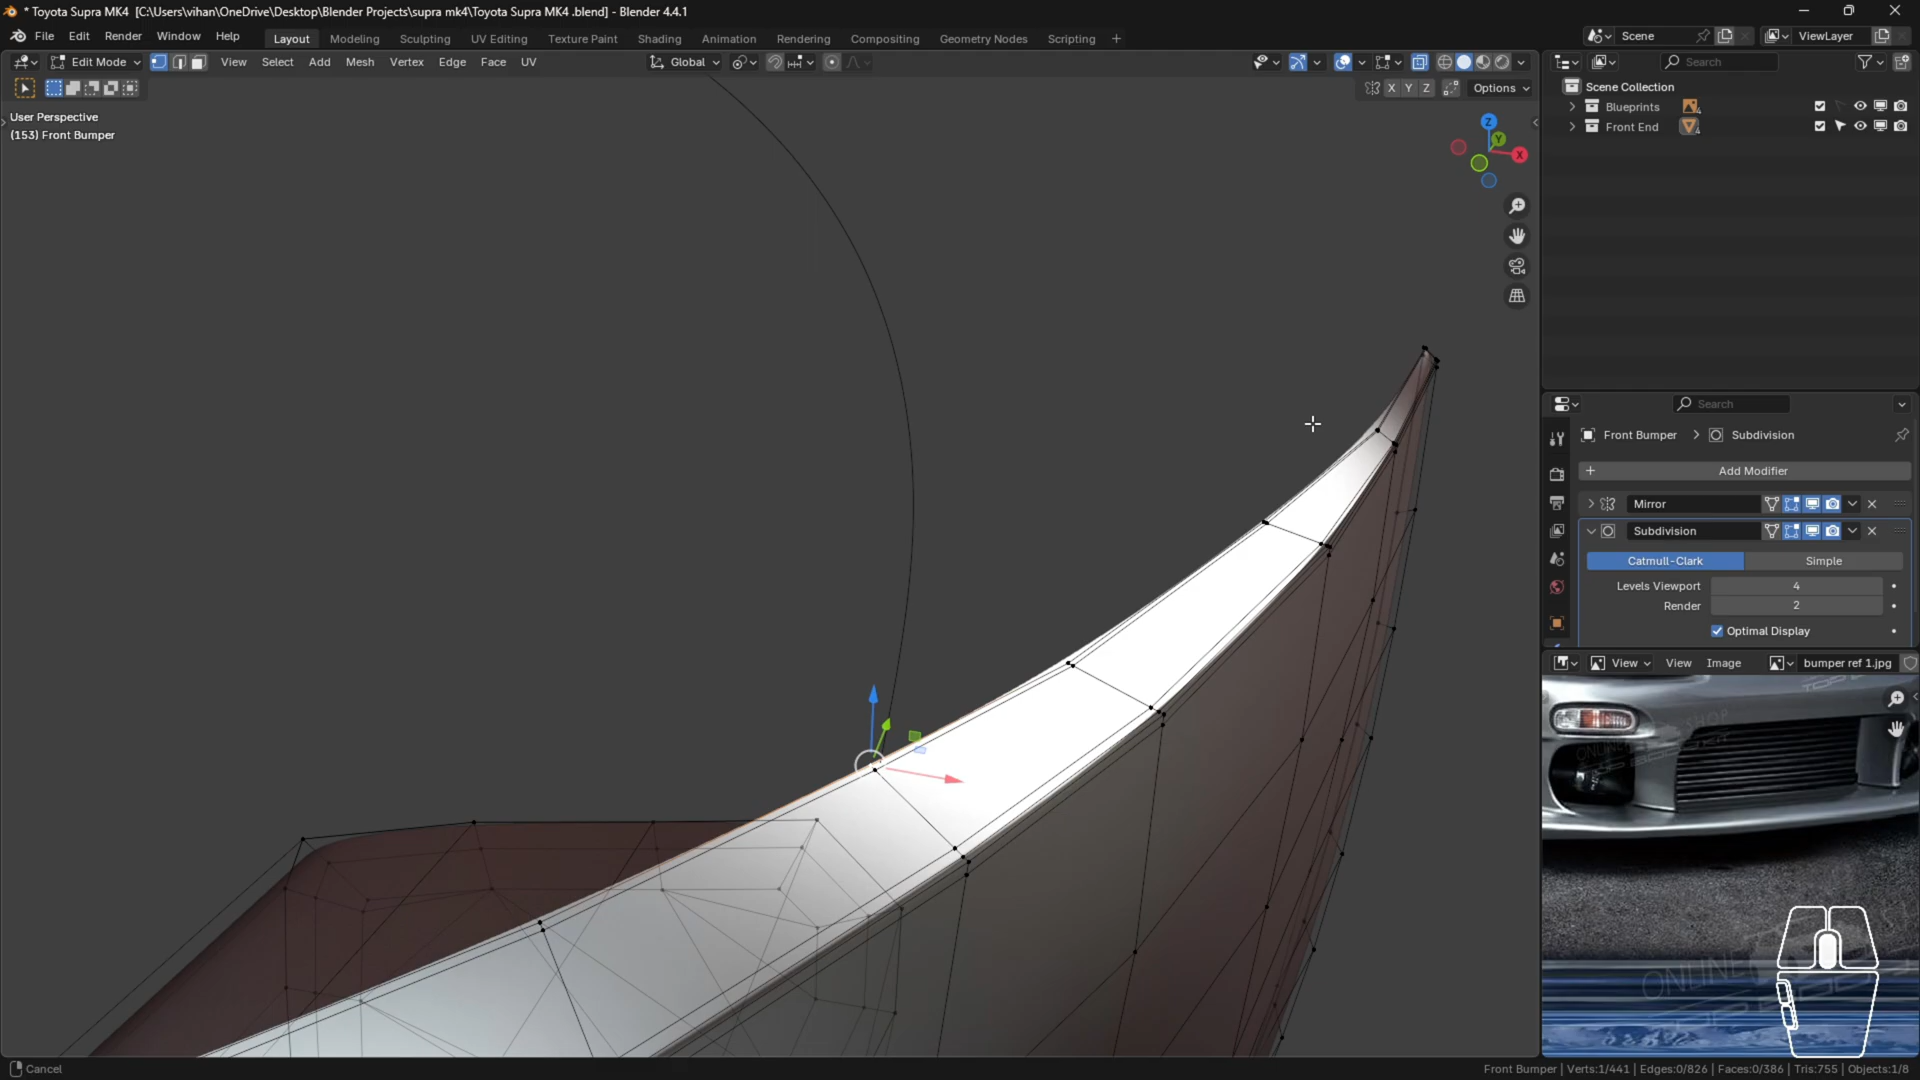 * Toyota Supra MK4  [C:\Users\vihan\OneDrive\Desktop\Blender Projects\supra mk4\Toyota Supra MK4 .blend] - Blender 4.4.1
File Edit Render Window Help Layout Modeling Sculpting UV Editing Texture Paint Shading Animation Rendering Compositing Geometry Nodes Scripting + Scene ViewLayer
Edit Mode View Select Add Mesh Vertex Edge Face UV Global Search
X Y Z Options
Scene Collection
Blueprints
Front End
User Perspective
(153) Front Bumper
Z
Y
X
Search
Front Bumper > Subdivision
+ Add Modifier
Mirror
Subdivision
Catmull-Clark Simple
Levels Viewport 4
Render 2
Optimal Display
View View Image bumper ref 1.jpg
Cancel
Front Bumper | Verts:1/441 | Edges:0/826 | Faces:0/386 | Tris:755 | Objects:1/8